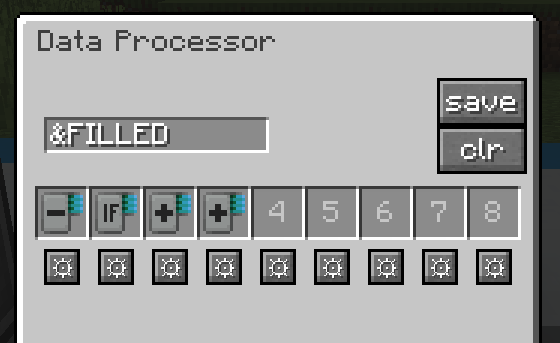 Data Processor
save
&FILLED
clr
- IF + + 4 5 6 7 8